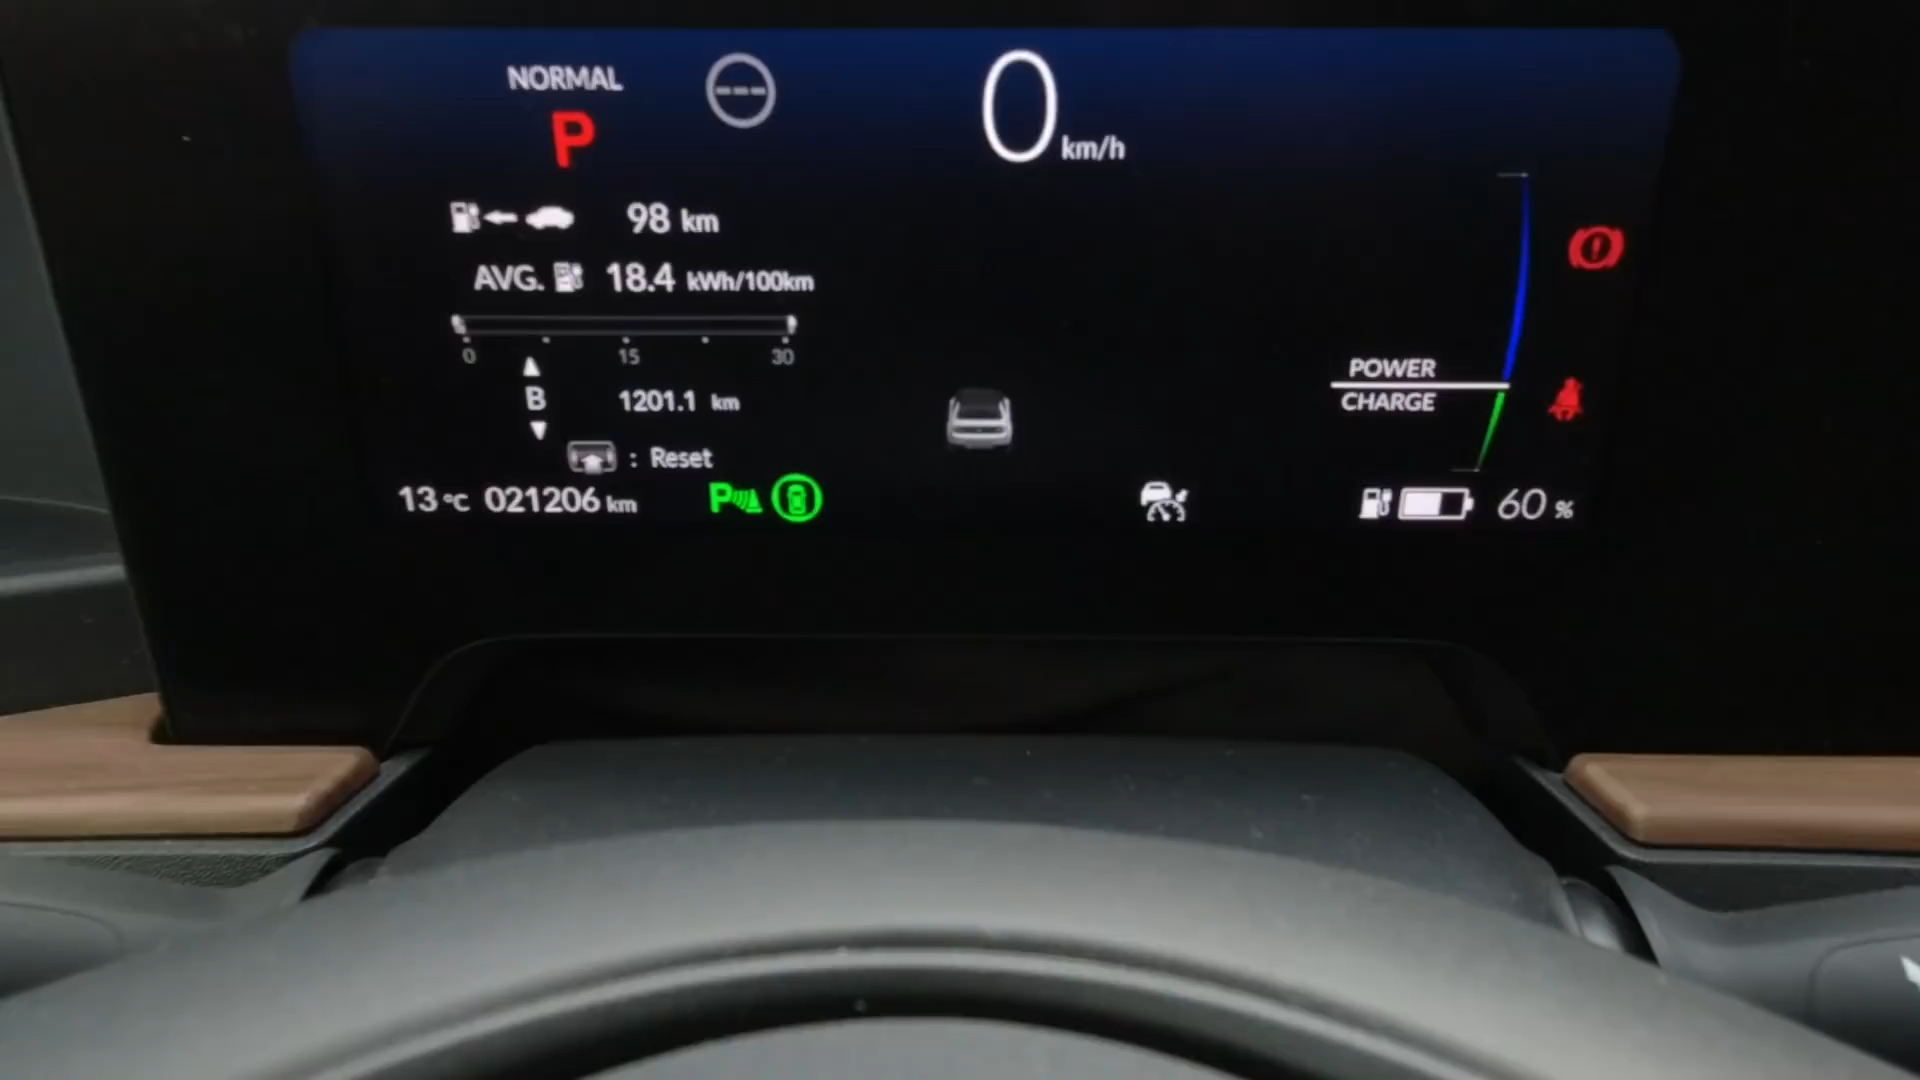 NORMAL
P
0 km/h
98 km
AVG. 18.4 kWh/100km
0 15 30
B 1201.1 km
: Reset
POWER
CHARGE
13°C 021206 km
P
60 %